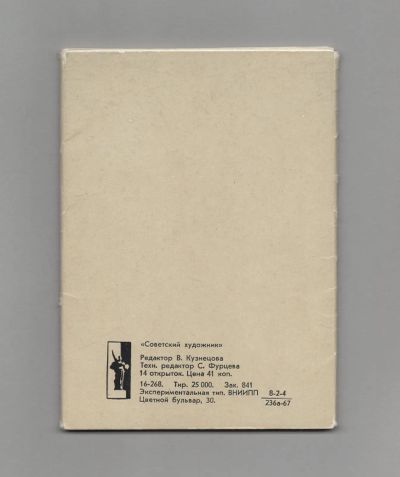 «Советский художник»
Редактор В. Кузнецова
Техн. редактор С. Фурцева
14 открыток. Цена 41 коп.
16-268. Тир. 25 000. Зак. 841
Экспериментальная тип. ВНИИПП
Цветной бульвар, 30.
8-2-4
236а-67